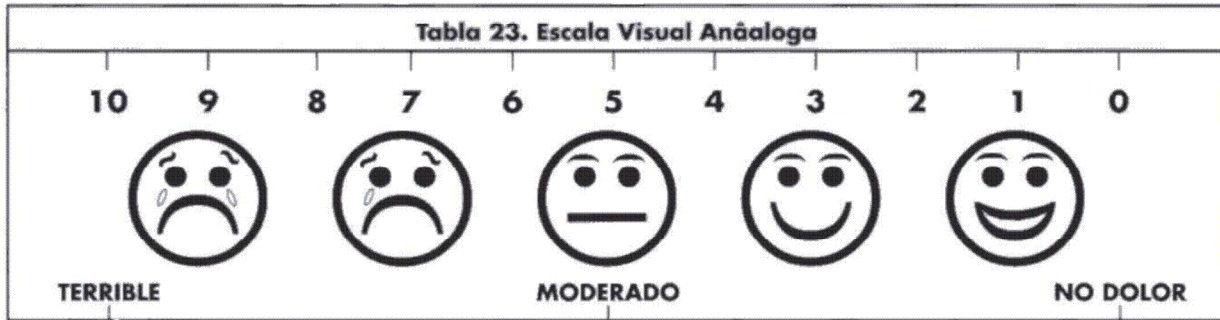 Tabla 23. Escala Visual Anâaloga
10 9 8 7 6 5 4 3 2 1 0
TERRIBLE MODERADO NO DOLOR